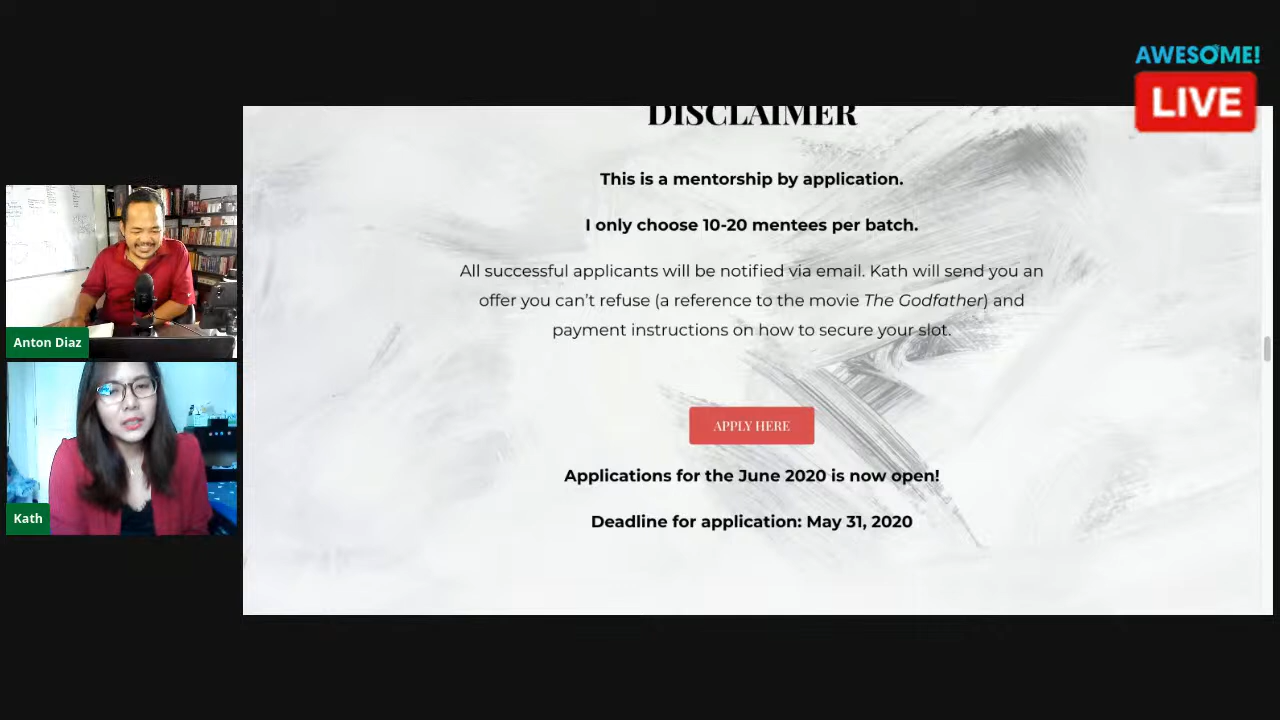 AWESOME!
LIVE
DISCLAIMER
This is a mentorship by application.
I only choose 10-20 mentees per batch.
All successful applicants will be notified via email. Kath will send you an
offer you can't refuse (a reference to the movie The Godfather) and
payment instructions on how to secure your slot.
APPLY HERE
Applications for the June 2020 is now open!
Deadline for application: May 31, 2020
Anton Diaz
Kath